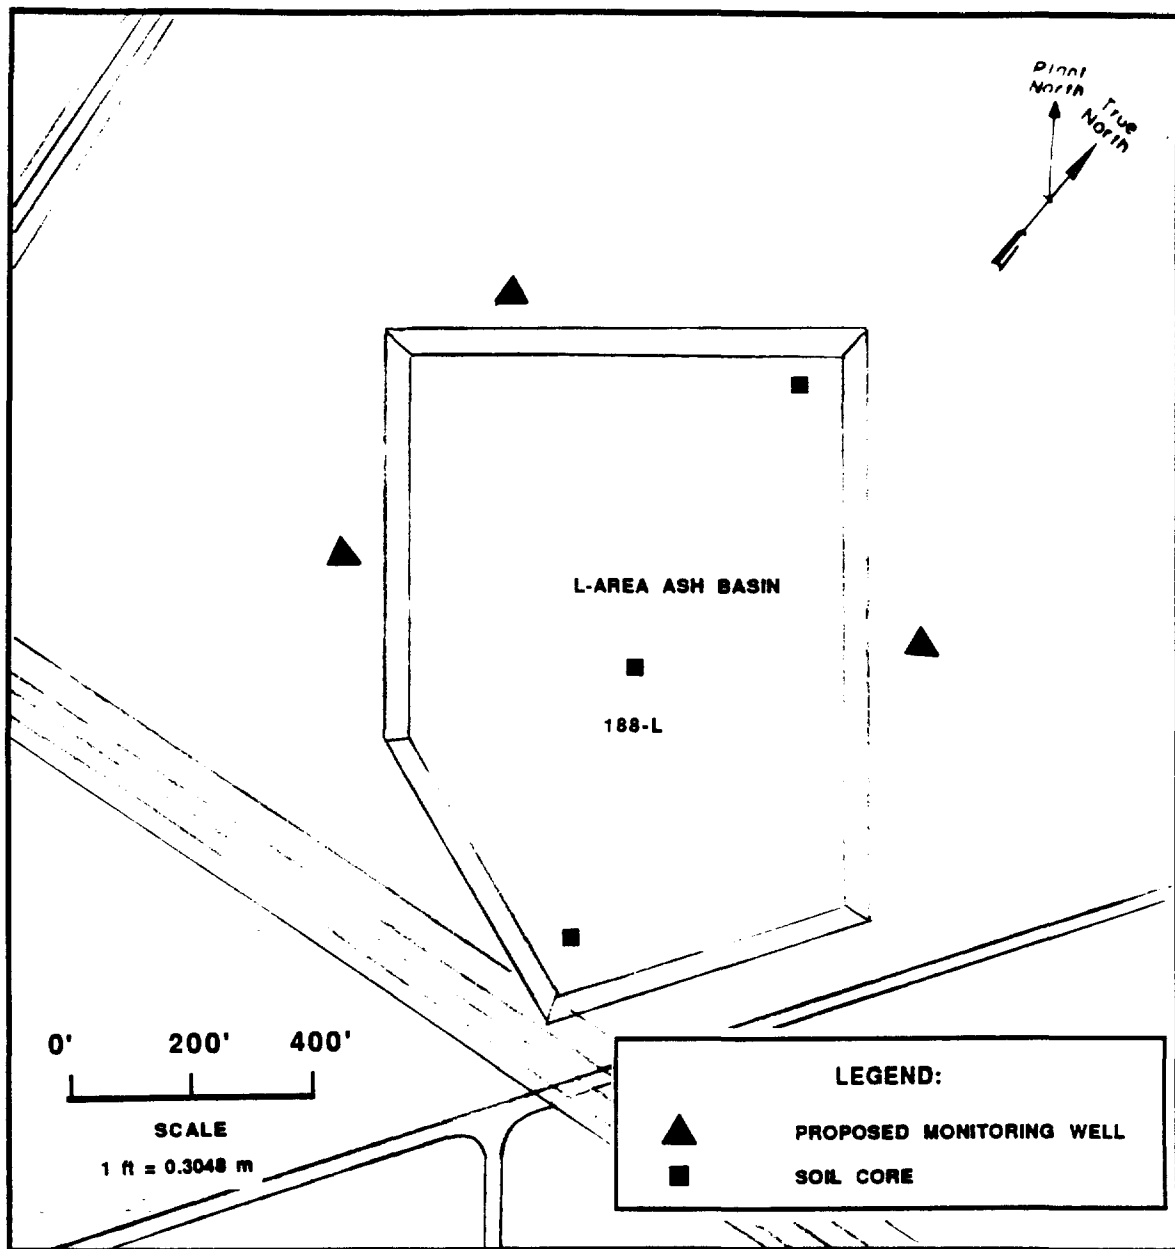 Plant
North
True
North
L-AREA ASH BASIN
188-L
0' 200' 400'
SCALE
1 ft = 0.3048 m
LEGEND:
PROPOSED MONITORING WELL
SOIL CORE